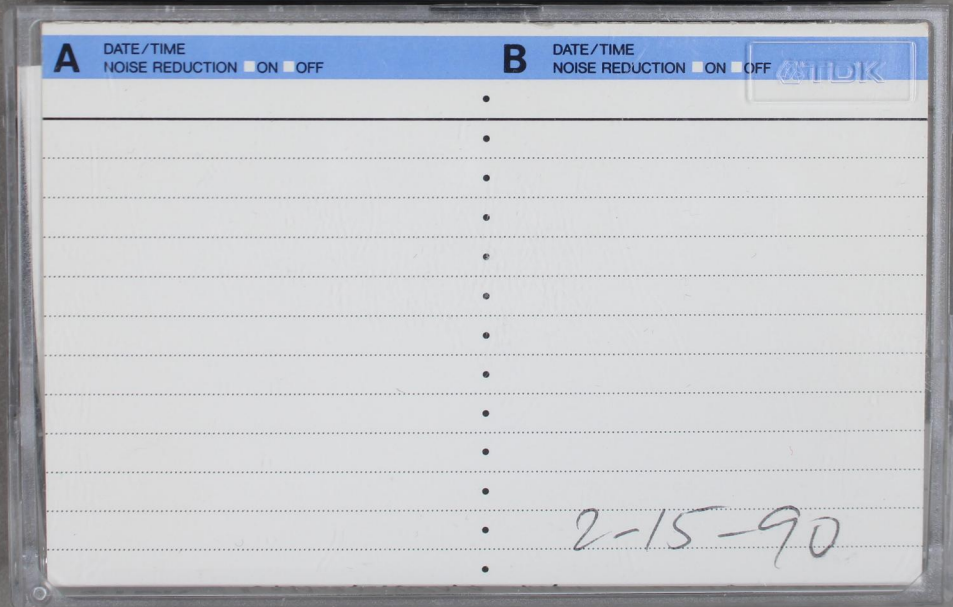 A DATE/TIME
NOISE REDUCTION ON OFF
B DATE/TIME
NOISE REDUCTION ON OFF
TDK
2-15-90